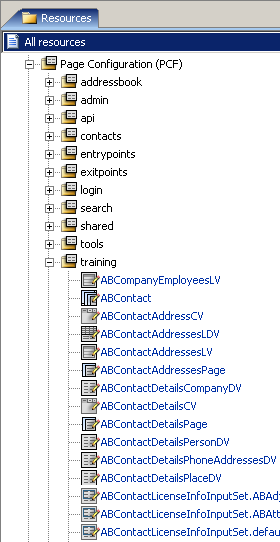 Resources
All resources
Page Configuration (PCF)
addressbook
admin
api
contacts
entrypoints
exitpoints
login
search
shared
tools
training
ABCompanyEmployeesLV
ABContact
ABContactAddressCV
ABContactAddressesLDV
ABContactAddressesLV
ABContactAddressesPage
ABContactDetailsCompanyDV
ABContactDetailsCV
ABContactDetailsPage
ABContactDetailsPersonDV
ABContactDetailsPhoneAddressesDV
ABContactDetailsPlaceDV
ABContactLicenseInfoInputSet.ABAdj
ABContactLicenseInfoInputSet.ABAtt
ABContactLicenseInfoInputSet.defau